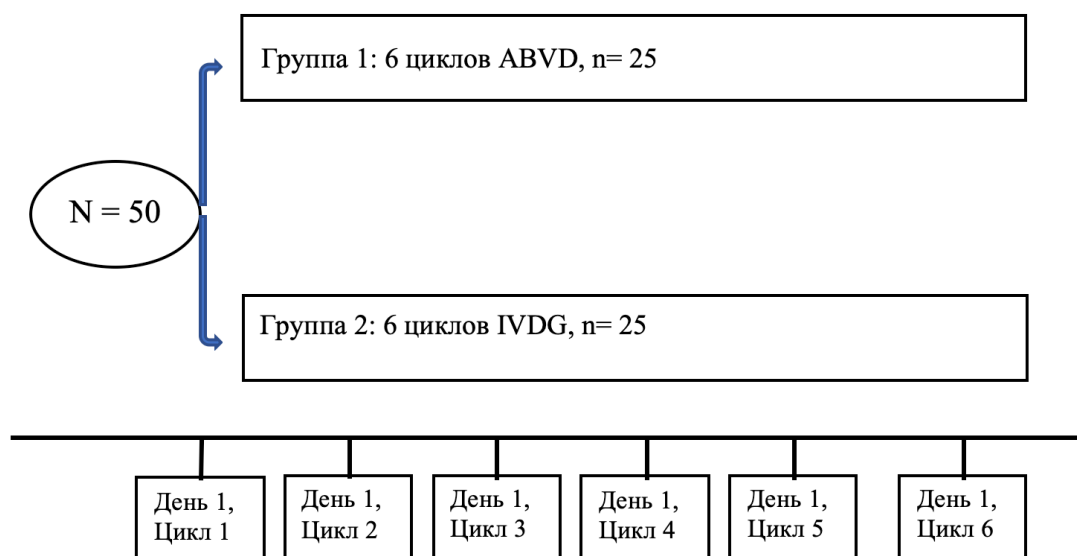 Группа 1: 6 циклов ABVD, n= 25
N = 50
Группа 2: 6 циклов IVDG, n= 25
День 1,
Цикл 1
День 1,
Цикл 2
День 1,
Цикл 3
День 1,
Цикл 4
День 1,
Цикл 5
День 1,
Цикл 6